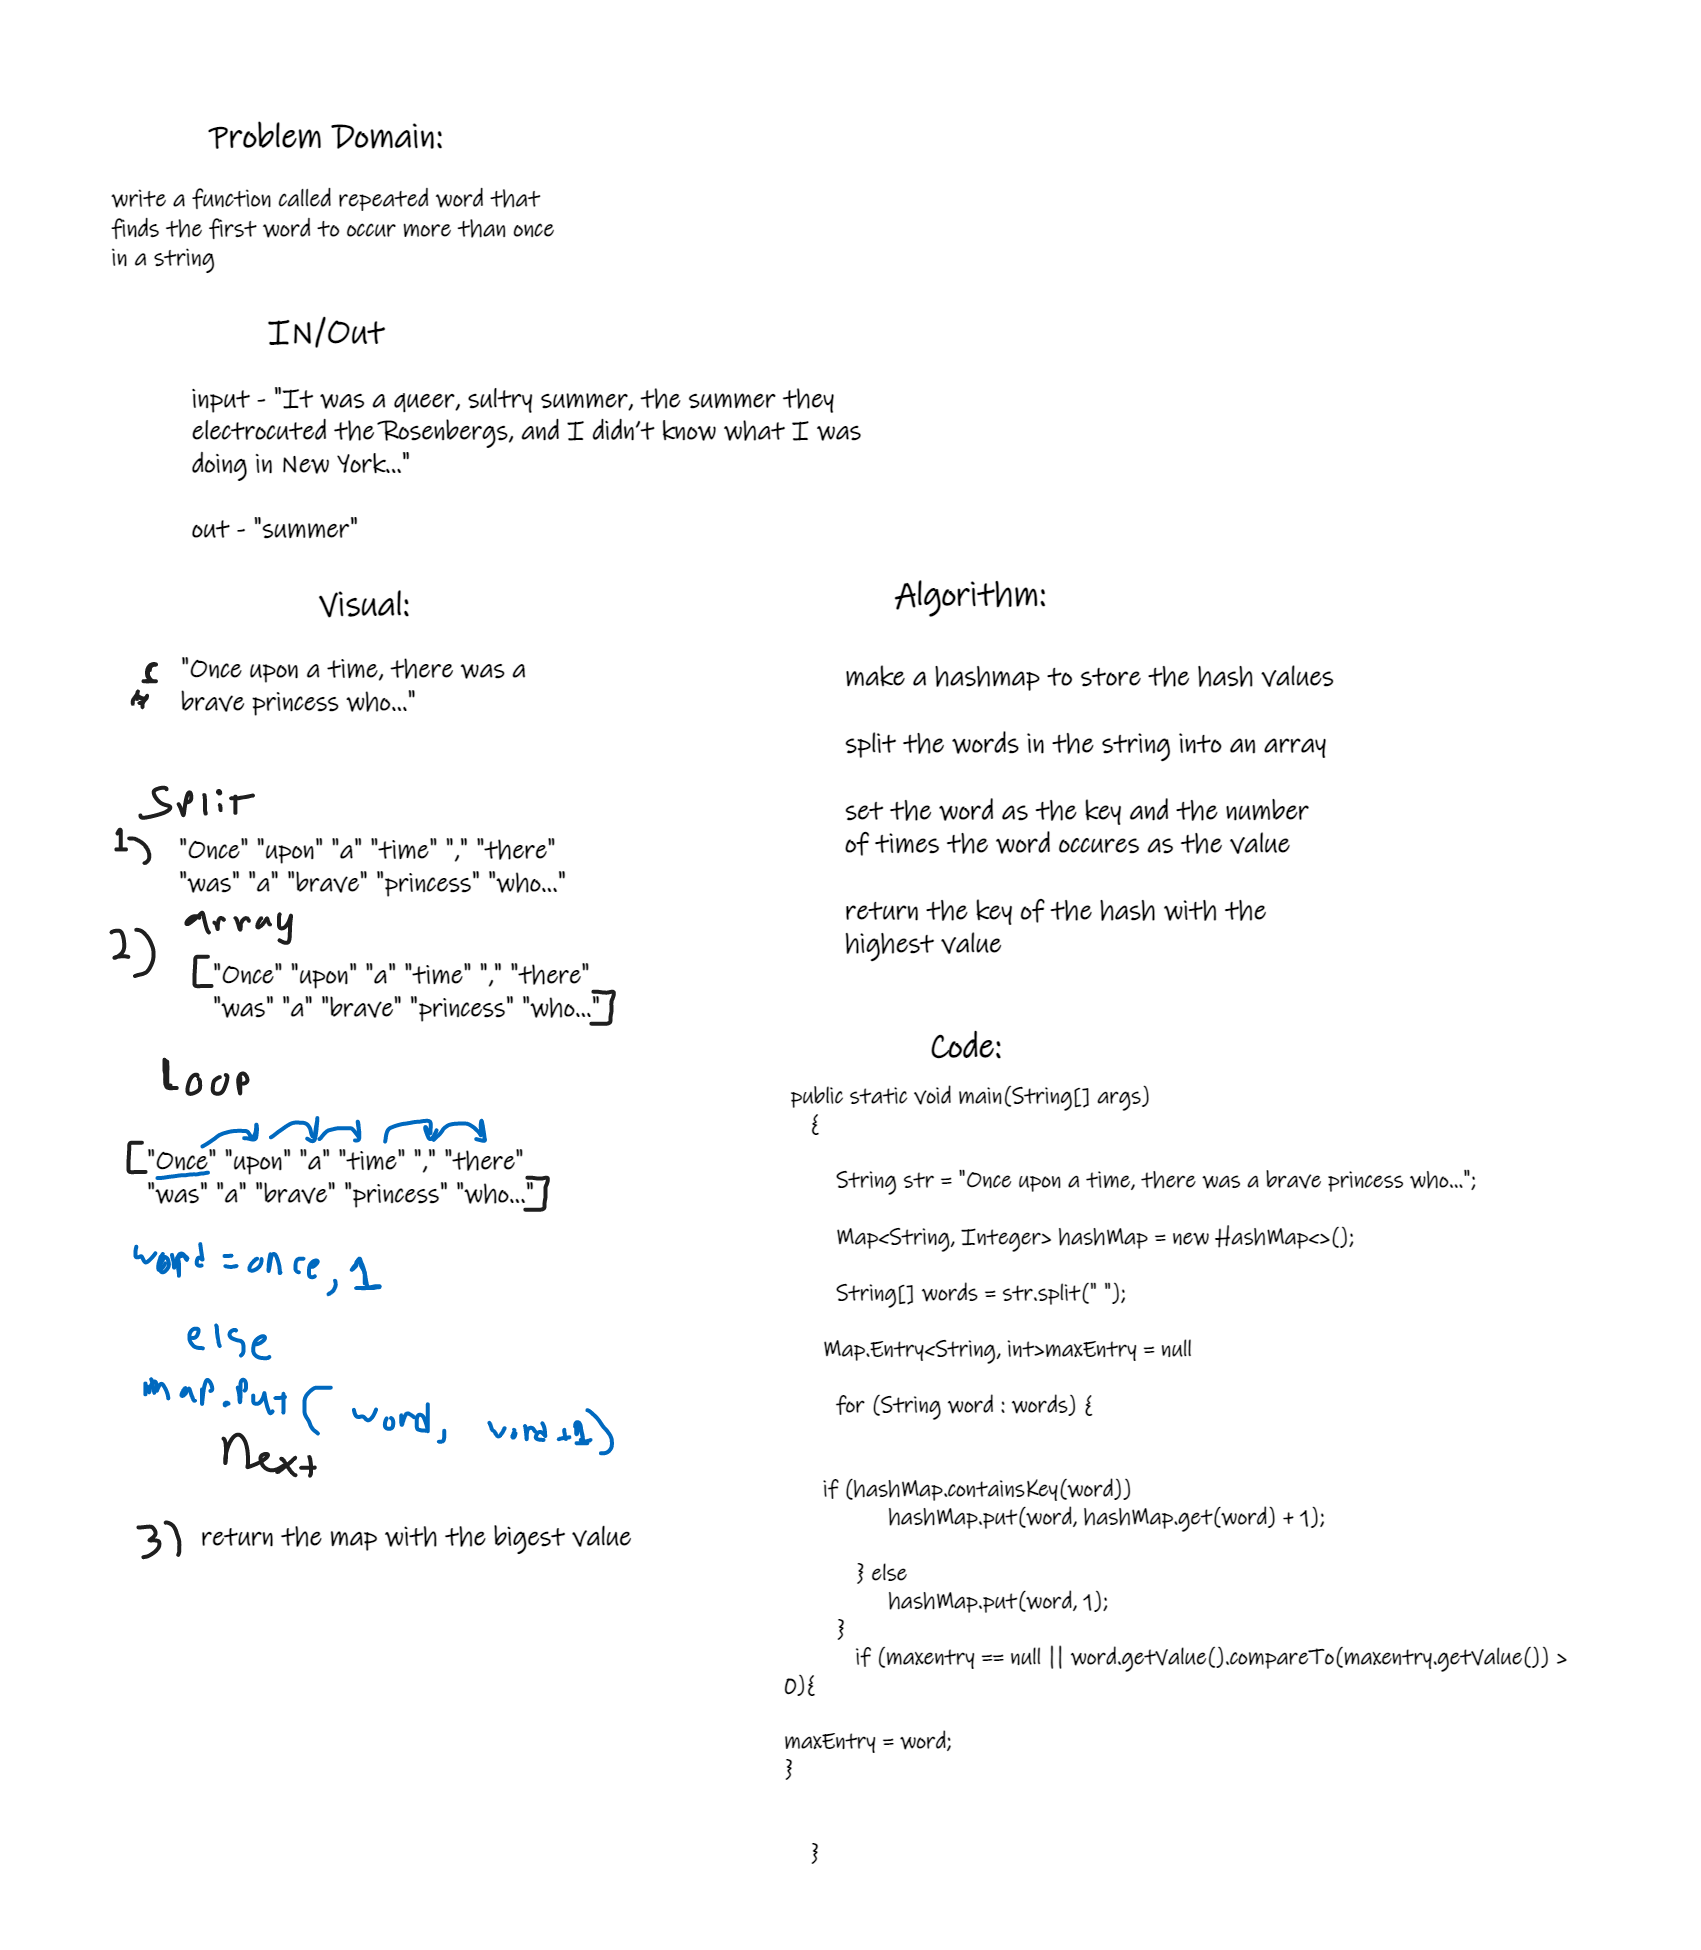 Problem Domain:
write a function called repeated word that
finds the first word to occur more than once
in a string
IN/Out
input - "It was a queer, sultry summer, the summer they
electrocuted the Rosenbergs, and I didn't know what I was
doing in New York..."
out - "summer"
Visual:
"Once upon a time, there was a
brave princess who..."
Split
1)
"Once" "upon" "a" "time" "," "there"
"was" "a" "brave" "princess" "who..."
array
2)
["Once" "upon" "a" "time" "," "there"
"was" "a" "brave" "princess" "who..."]
Loop
["Once" "upon" "a" "time" "," "there"
"was" "a" "brave" "princess" "who..."]
word = once, 1
else
map.put( word, word+1)
Next
3) return the map with the bigest value
Algorithm:
make a hashmap to store the hash values
split the words in the string into an array
set the word as the key and the number
of times the word occures as the value
return the key of the hash with the
highest value
Code:
public static void main(String[] args)
{
String str = "Once upon a time, there was a brave princess who...";
Map<String, Integer> hashMap = new HashMap<>();
String[] words = str.split(" ");
Map.Entry<String, int>maxEntry = null
for (String word : words) {
if (hashMap.containsKey(word))
hashMap.put(word, hashMap.get(word) + 1);
} else
hashMap.put(word, 1);
}
if (maxentry == null || word.getValue().compareTo(maxentry.getValue()) >
0){
maxEntry = word;
}
}